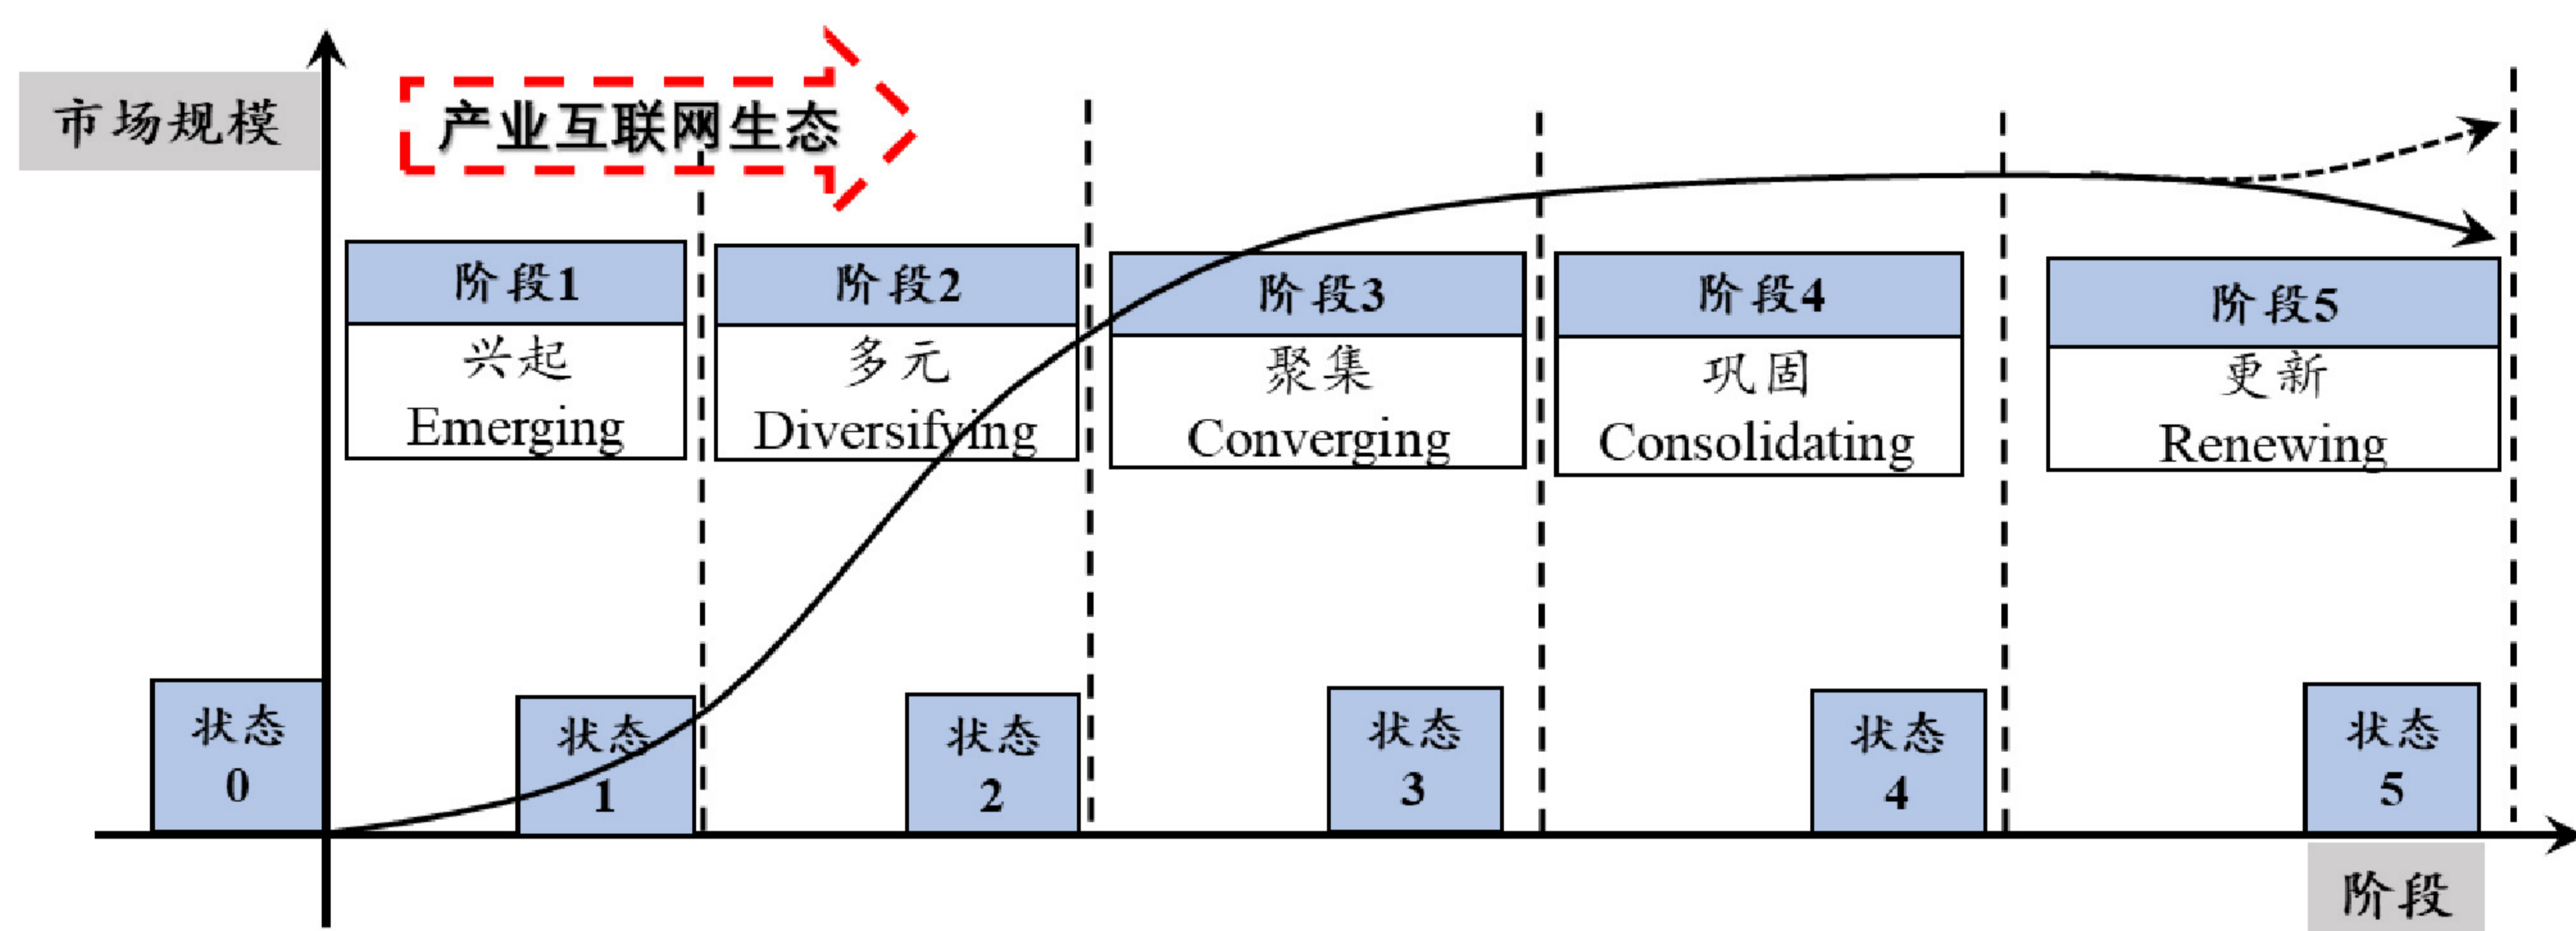 市场规模
产业互联网生态
阶段1
兴起
Emerging
阶段2
多元
Diversifying
阶段3
聚集
Converging
阶段4
巩固
Consolidating
阶段5
更新
Renewing
状态
0
状态
1
状态
2
状态
3
状态
4
状态
5
阶段